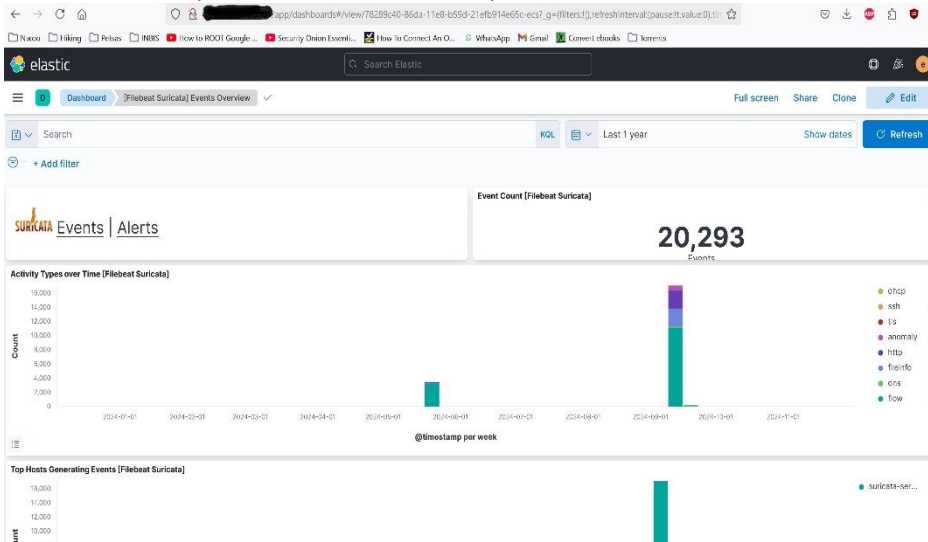 /app/dashboards#/view/78289c40-86da-11e8-b59d-21efb914e65c-ecs?_g=(filters:!(),refreshInterval:(pause:!t,value:0),ti
Hiking Petsas INBIS How to ROOT Google ... Security Onion Essenti... How To Connect An O... WhatsApp Gmail Convert ebooks Torrents
elastic Search Elastic e
D Dashboard [Filebeat Suricata] Events Overview Full screen Share Clone Edit
Search KQL Last 1 year Show dates Refresh
+ Add filter
SURICATA Events | Alerts
Event Count [Filebeat Suricata]
20,293
Events
Activity Types over Time [Filebeat Suricata]
16,000
14,000
12,000
10,000
8,000
6,000
4,000
2,000
0
Count
2024-01-01 2024-02-01 2024-03-01 2024-04-01 2024-05-01 2024-06-01 2024-07-01 2024-08-01 2024-09-01 2024-10-01 2024-11-01
@timestamp per week
dhcp
ssh
tls
anomaly
http
fileinfo
dns
flow
Top Hosts Generating Events [Filebeat Suricata]
16,000
14,000
12,000
10,000
suricata-ser...